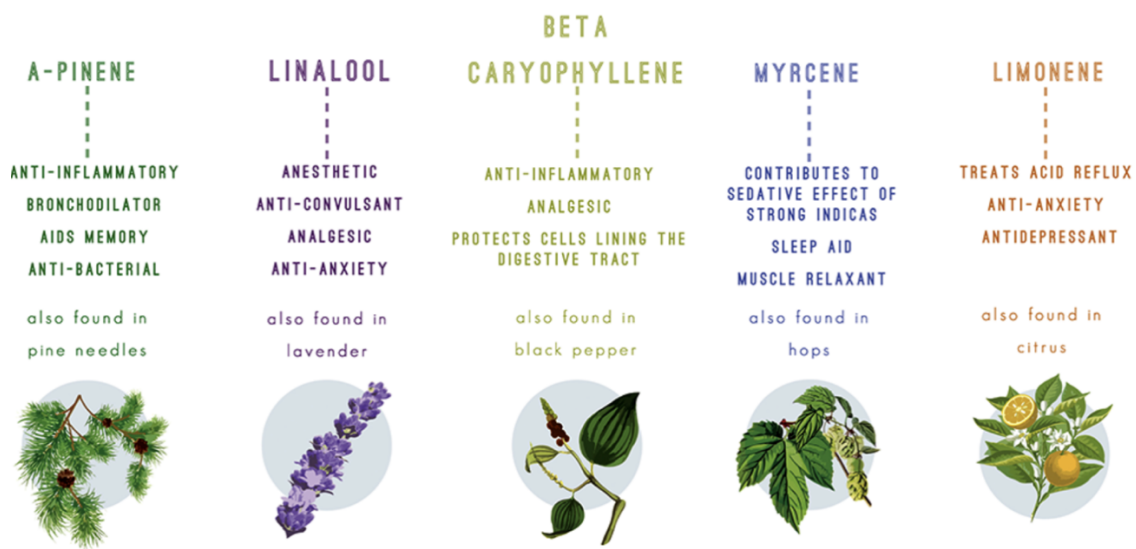 A-PINENE
ANTI-INFLAMMATORY
BRONCHODILATOR
AIDS MEMORY
ANTI-BACTERIAL
also found in
pine needles
LINALOOL
ANESTHETIC
ANTI-CONVULSANT
ANALGESIC
ANTI-ANXIETY
also found in
lavender
BETA
CARYOPHYLLENE
ANTI-INFLAMMATORY
ANALGESIC
PROTECTS CELLS LINING THE
DIGESTIVE TRACT
also found in
black pepper
MYRCENE
CONTRIBUTES TO
SEDATIVE EFFECT OF
STRONG INDICAS
SLEEP AID
MUSCLE RELAXANT
also found in
hops
LIMONENE
TREATS ACID REFLUX
ANTI-ANXIETY
ANTIDEPRESSANT
also found in
citrus